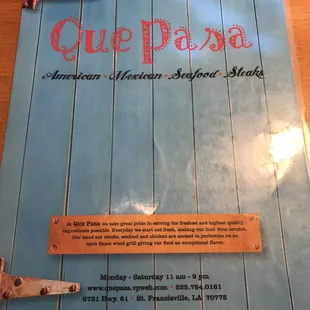 Que Pasa
American • Mexican • Seafood • Steaks
At QUE PASA we take great pride in serving the freshest and highest quality
ingredients possible. Everyday we start out fresh, making our food from scratch.
Our hand cut steaks, seafood and chicken are cooked to perfection on an
open flame wood grill giving our food an exceptional flavor.
Monday - Saturday 11 am - 9 pm
www.quepasa.vpweb.com • 225.784.0161
6731 Hwy. 61 • St. Francisville, LA 70775